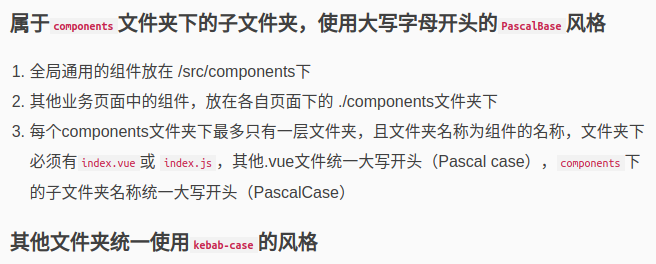 属于 components 文件夹下的子文件夹，使用大写字母开头的 PascalBase 风格
1. 全局通用的组件放在 /src/components下
2. 其他业务页面中的组件，放在各自页面下的 ./components文件夹下
3. 每个components文件夹下最多只有一层文件夹，且文件夹名称为组件的名称，文件夹下
必须有 index.vue 或 index.js ，其他.vue文件统一大写开头（Pascal case），components 下
的子文件夹名称统一大写开头（PascalCase）
其他文件夹统一使用 kebab-case 的风格